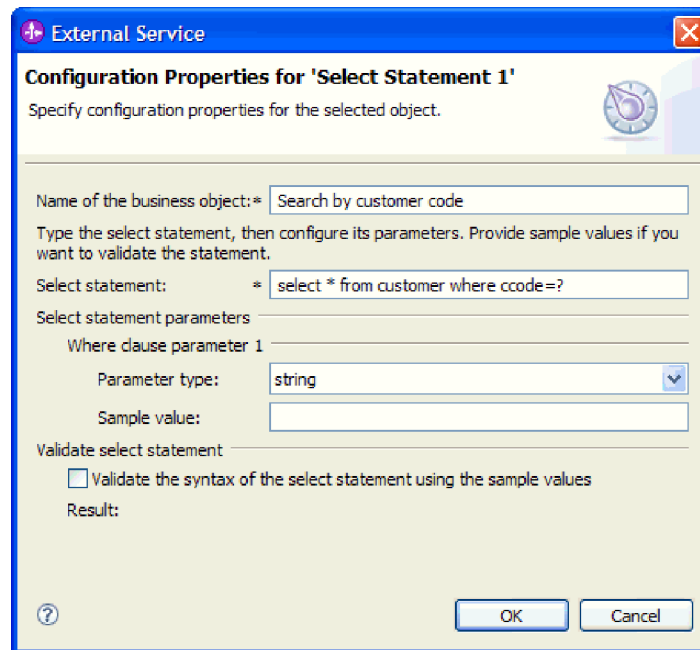 External Service
Configuration Properties for 'Select Statement 1'
Specify configuration properties for the selected object.
Name of the business object:* Search by customer code
Type the select statement, then configure its parameters. Provide sample values if you
want to validate the statement.
Select statement: * select * from customer where ccode=?
Select statement parameters
Where clause parameter 1
Parameter type: string
Sample value:
Validate select statement
Validate the syntax of the select statement using the sample values
Result:
? OK Cancel